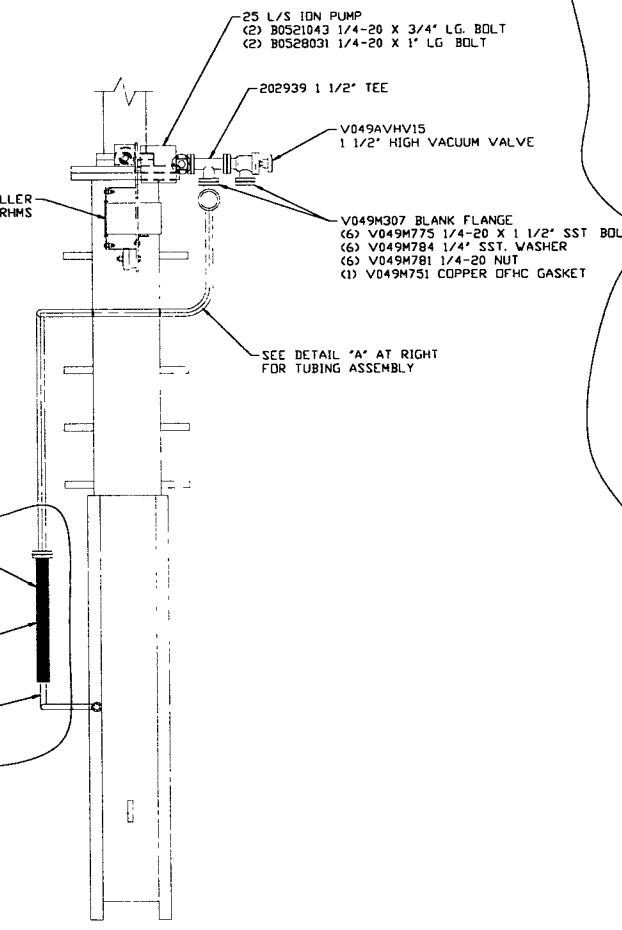 25 L/S ION PUMP
(2) B0521043 1/4-20 X 3/4" LG. BOLT
(2) B0528031 1/4-20 X 1" LG BOLT
202939 1 1/2" TEE
V049AVHV15
1 1/2" HIGH VACUUM VALVE
LLER
RHMS
V049M307 BLANK FLANGE
(6) V049M775 1/4-20 X 1 1/2" SST BOL
(6) V049M784 1/4" SST. WASHER
(6) V049M781 1/4-20 NUT
(1) V049M751 COPPER OFHC GASKET
SEE DETAIL "A" AT RIGHT
FOR TUBING ASSEMBLY